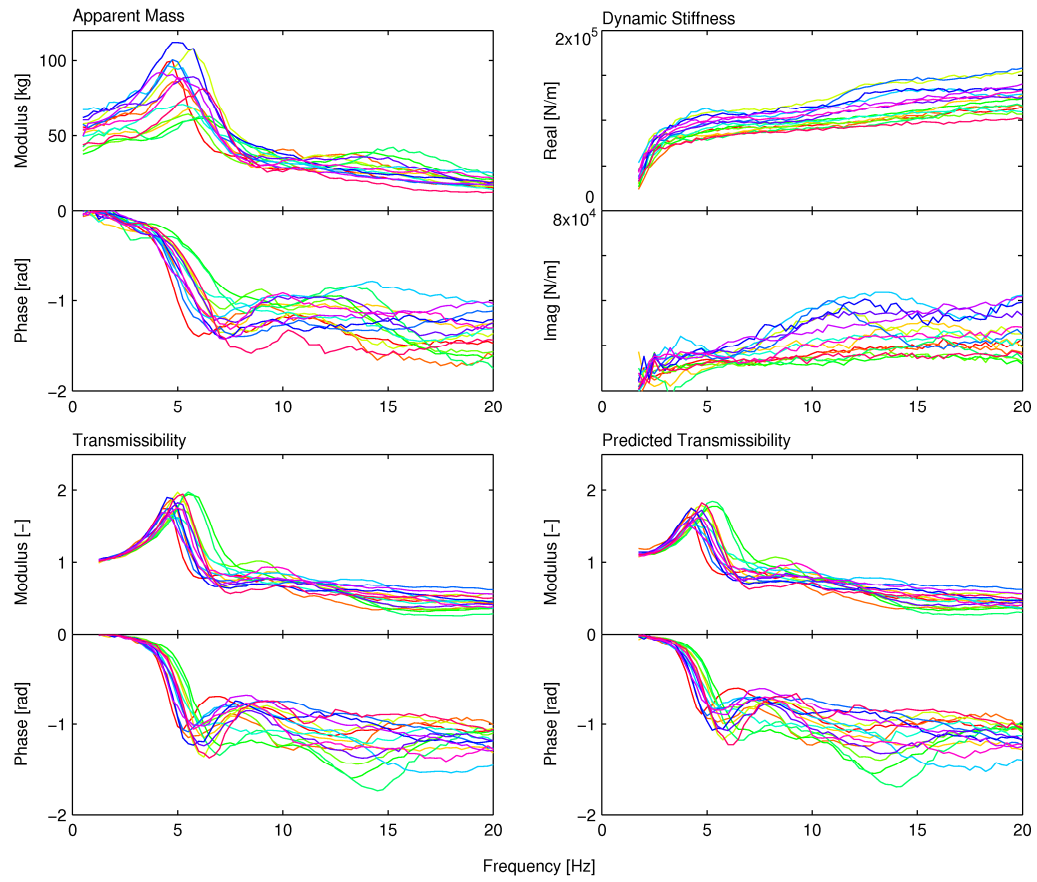 Apparent Mass
Modulus [kg]
100
50
0
Phase [rad]
−1
−2
0
5
10
15
20
Dynamic Stiffness
2x10^5
Real [N/m]
0
8x10^4
Imag [N/m]
0
5
10
15
20
Transmissibility
Modulus [−]
2
1
0
Phase [rad]
−1
−2
0
5
10
15
20
Predicted Transmissibility
Modulus [−]
2
1
0
Phase [rad]
−1
−2
0
5
10
15
20
Frequency [Hz]